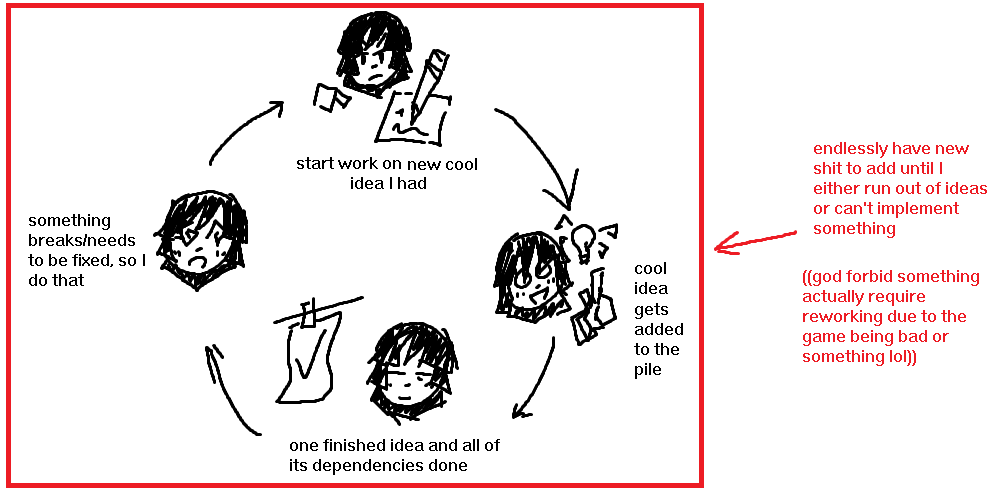 start work on new cool
idea I had
cool
idea
gets
added
to the
pile
one finished idea and all of
its dependencies done
something
breaks/needs
to be fixed, so I
do that
endlessly have new
shit to add until I
either run out of ideas
or can't implement
something
((god forbid something
actually require
reworking due to the
game being bad or
something lol))